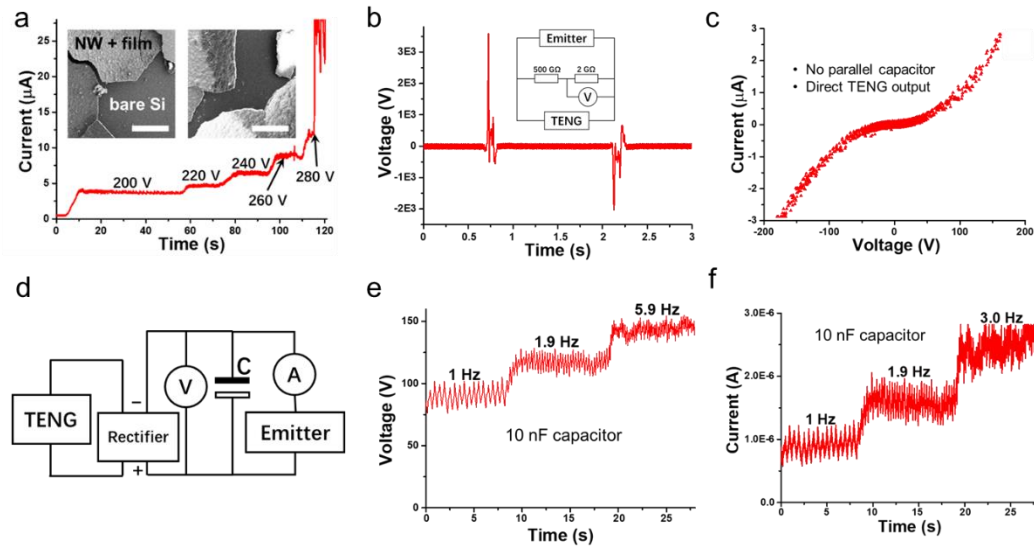 a
25
20
15
10
5
0
Current (μA)
NW + film
bare Si
200 V
220 V
240 V
260 V
280 V
0 20 40 60 80 100 120
Time (s)
b
3E3
2E3
1E3
0
-1E3
-2E3
Voltage (V)
Emitter
500 GΩ
2 GΩ
V
TENG
0 0.5 1 1.5 2 2.5 3
Time (s)
c
3
2
1
0
-1
-2
-3
Current (μA)
• No parallel capacitor
• Direct TENG output
-200 -100 0 100 200
Voltage (V)
d
TENG
−
Rectifier
+
V
C
A
Emitter
e
150
100
50
0
Voltage (V)
1 Hz
1.9 Hz
5.9 Hz
10 nF capacitor
0 5 10 15 20 25
Time (s)
f
3.0E-6
2.0E-6
1.0E-6
0.0
Current (A)
10 nF capacitor
1 Hz
1.9 Hz
3.0 Hz
0 5 10 15 20 25
Time (s)